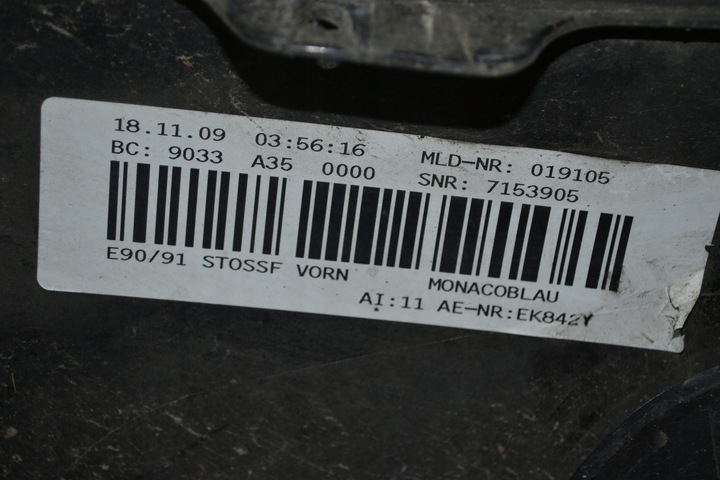 18.11.09 03:56:16 MLD-NR: 019105
BC: 9033 A35 0000 SNR: 7153905
E90/91 STOSSF VORN MONACOBLAU
AI:11 AE-NR:EK842Y